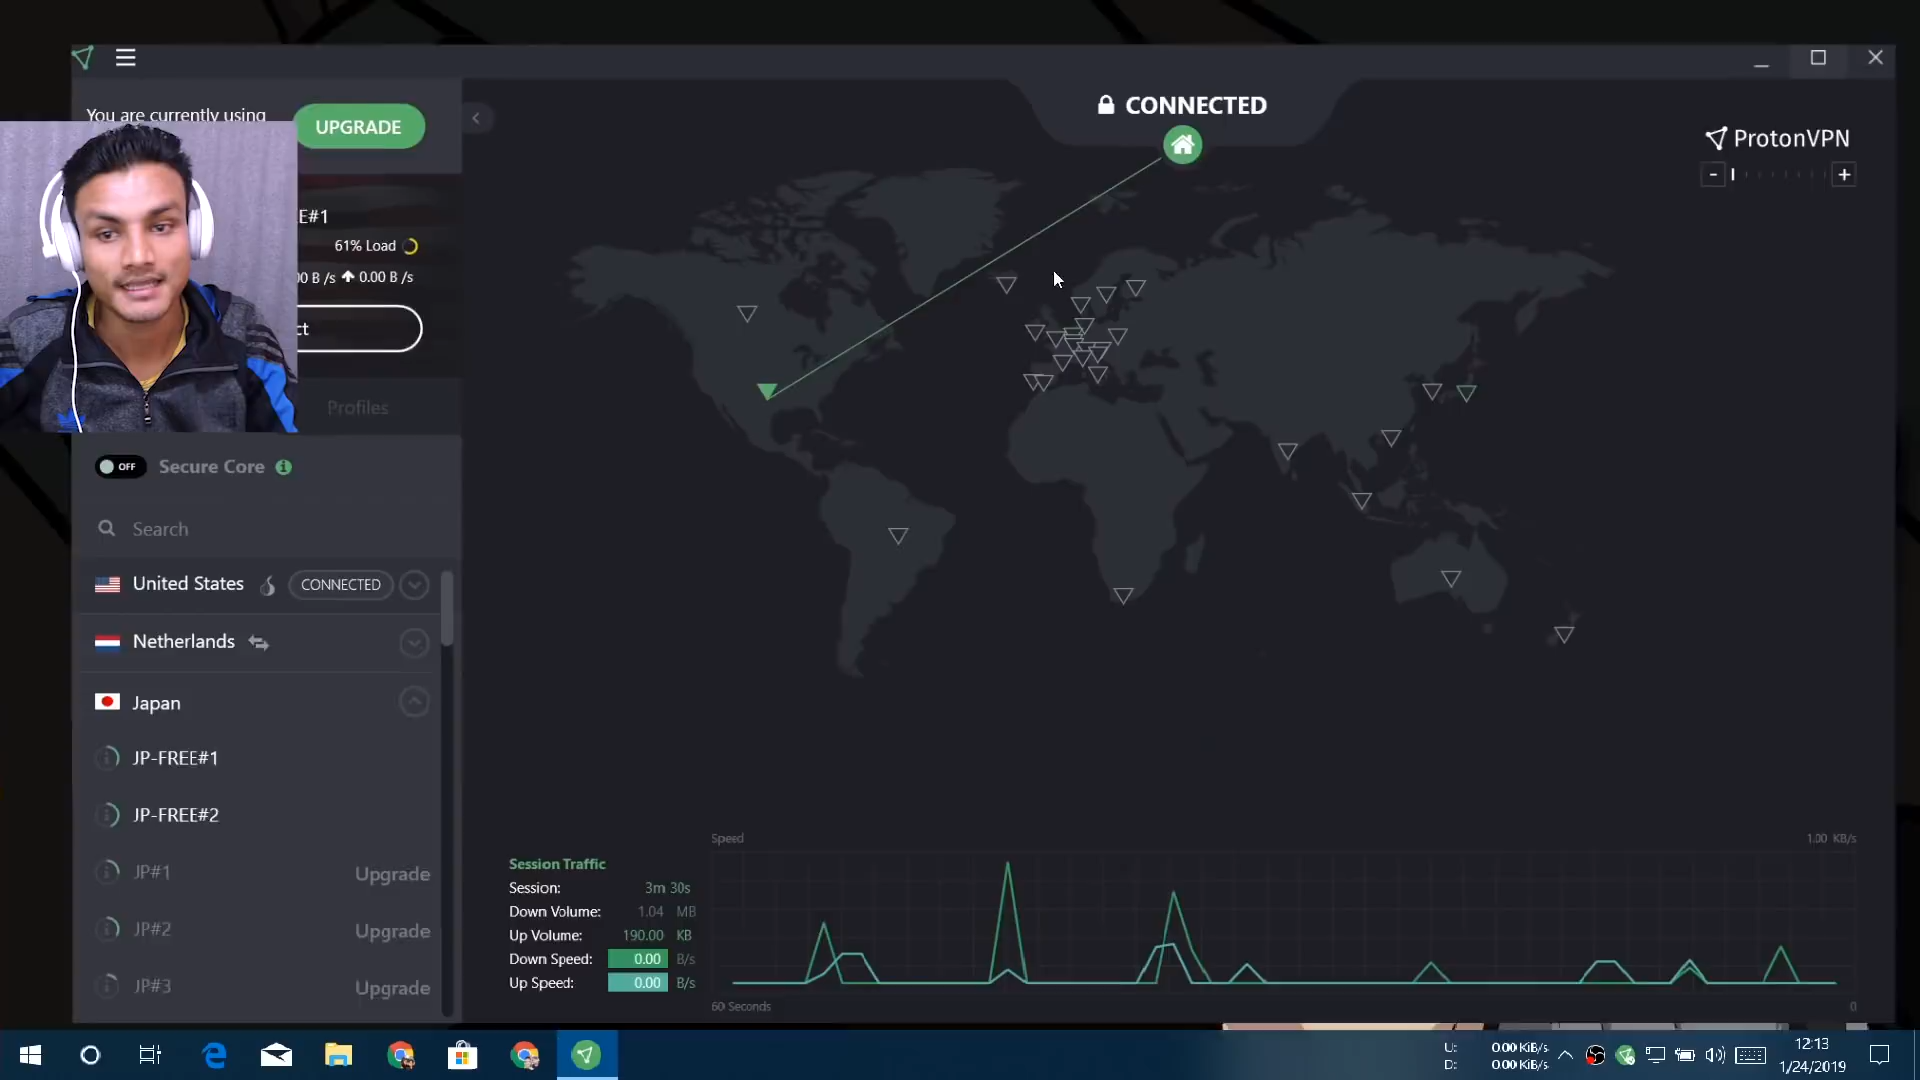 You are currently using
UPGRADE
E#1
61% Load
0 B /s 0.00 B /s
ct
Profiles
OFF Secure Core
Search
United States CONNECTED
Netherlands
Japan
JP-FREE#1
JP-FREE#2
JP#1 Upgrade
JP#2 Upgrade
JP#3 Upgrade
CONNECTED
ProtonVPN
- +
Session Traffic
Session: 3m 30s
Down Volume: 1.04 MB
Up Volume: 190.00 KB
Down Speed: 0.00 B/s
Up Speed: 0.00 B/s
Speed 1.00 KB/s
60 Seconds 0
U: 0.00 KiB/s
D: 0.00 KiB/s
12:13
1/24/2019